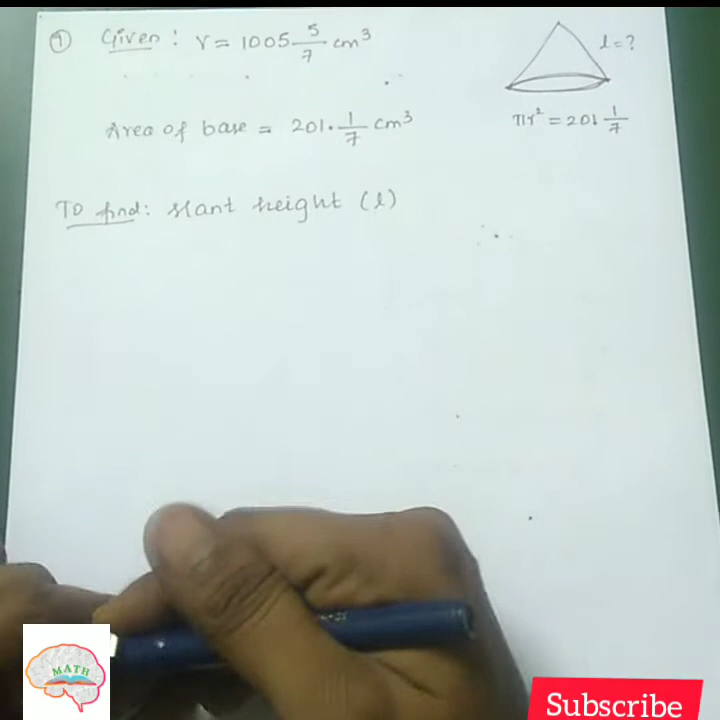 ⑦ Given : V = 1005 5/7 cm³
l = ?
Area of base = 201 · 1/7 cm³
πr² = 201 1/7
To find : slant height (l)
MATH
Subscribe